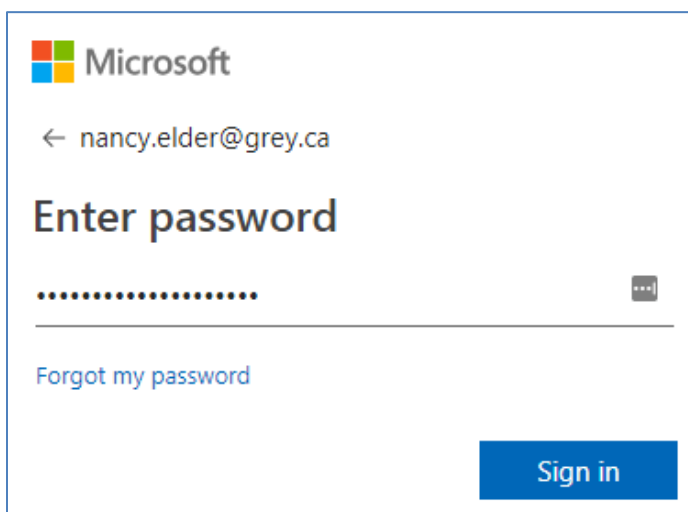 Microsoft
← nancy.elder@grey.ca
Enter password
••••••••••••••••••••
Forgot my password
Sign in